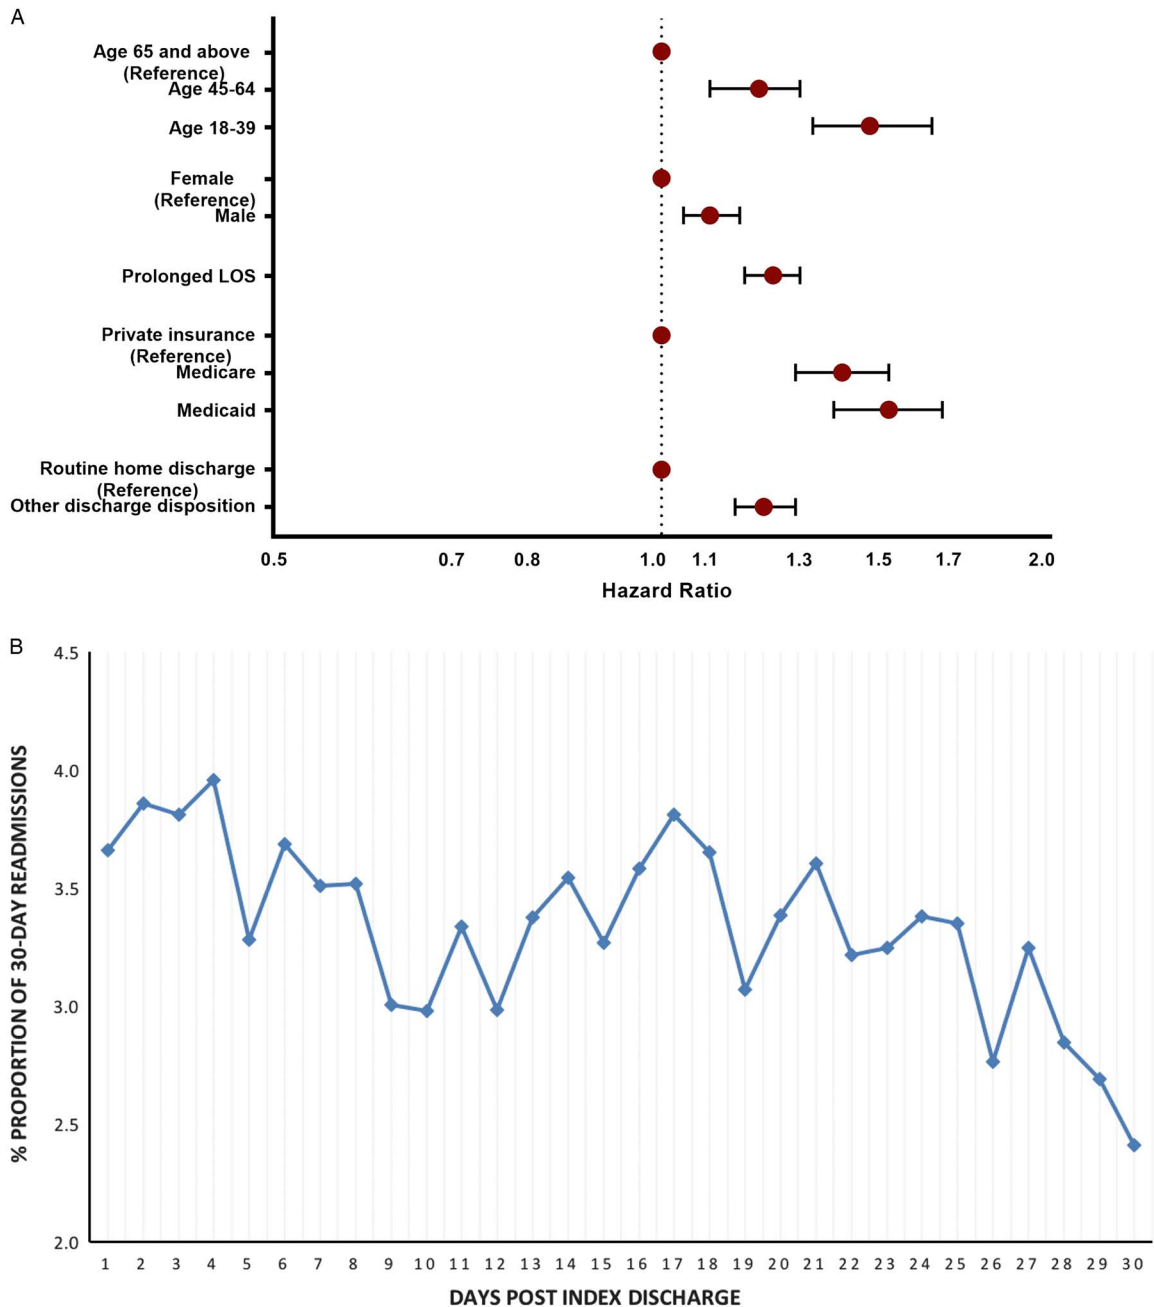 A
Age 65 and above
(Reference)
Age 45-64
Age 18-39
Female
(Reference)
Male
Prolonged LOS
Private insurance
(Reference)
Medicare
Medicaid
Routine home discharge
(Reference)
Other discharge disposition
0.5 0.7 0.8 1.0 1.1 1.3 1.5 1.7 2.0
Hazard Ratio
B
% PROPORTION OF 30-DAY READMISSIONS
4.5
4.0
3.5
3.0
2.5
2.0
1 2 3 4 5 6 7 8 9 10 11 12 13 14 15 16 17 18 19 20 21 22 23 24 25 26 27 28 29 30
DAYS POST INDEX DISCHARGE